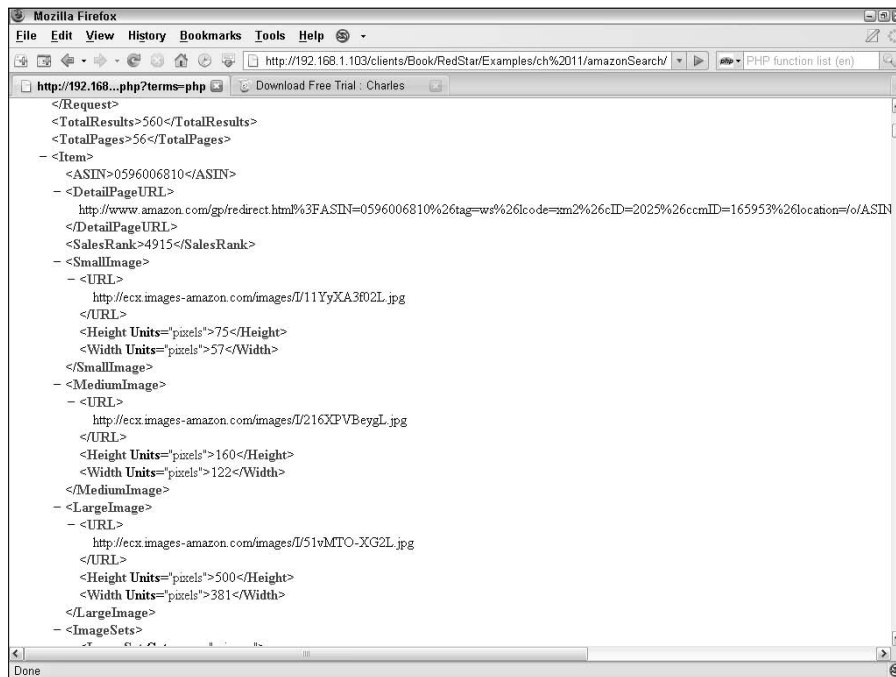 Mozilla Firefox
File Edit View History Bookmarks Tools Help
http://192.168.1.103/clients/Book/RedStar/Examples/ch%2011/amazonSearch/ php PHP function list (en)
http://192.168...php?terms=php Download Free Trial : Charles
</Request>
<TotalResults>560</TotalResults>
<TotalPages>56</TotalPages>
– <Item>
<ASIN>0596006810</ASIN>
– <DetailPageURL>
http://www.amazon.com/gp/redirect.html%3FASIN=0596006810%26tag=ws%26lcode=xm2%26cID=2025%26ccmID=165953%26location=/o/ASIN
</DetailPageURL>
<SalesRank>4915</SalesRank>
– <SmallImage>
– <URL>
http://ecx.images-amazon.com/images/I/11YyXA3f02L.jpg
</URL>
<Height Units="pixels">75</Height>
<Width Units="pixels">57</Width>
</SmallImage>
– <MediumImage>
– <URL>
http://ecx.images-amazon.com/images/I/216XPVBeygL.jpg
</URL>
<Height Units="pixels">160</Height>
<Width Units="pixels">122</Width>
</MediumImage>
– <LargeImage>
– <URL>
http://ecx.images-amazon.com/images/I/51vMTO-XG2L.jpg
</URL>
<Height Units="pixels">500</Height>
<Width Units="pixels">381</Width>
</LargeImage>
– <ImageSets>
Done